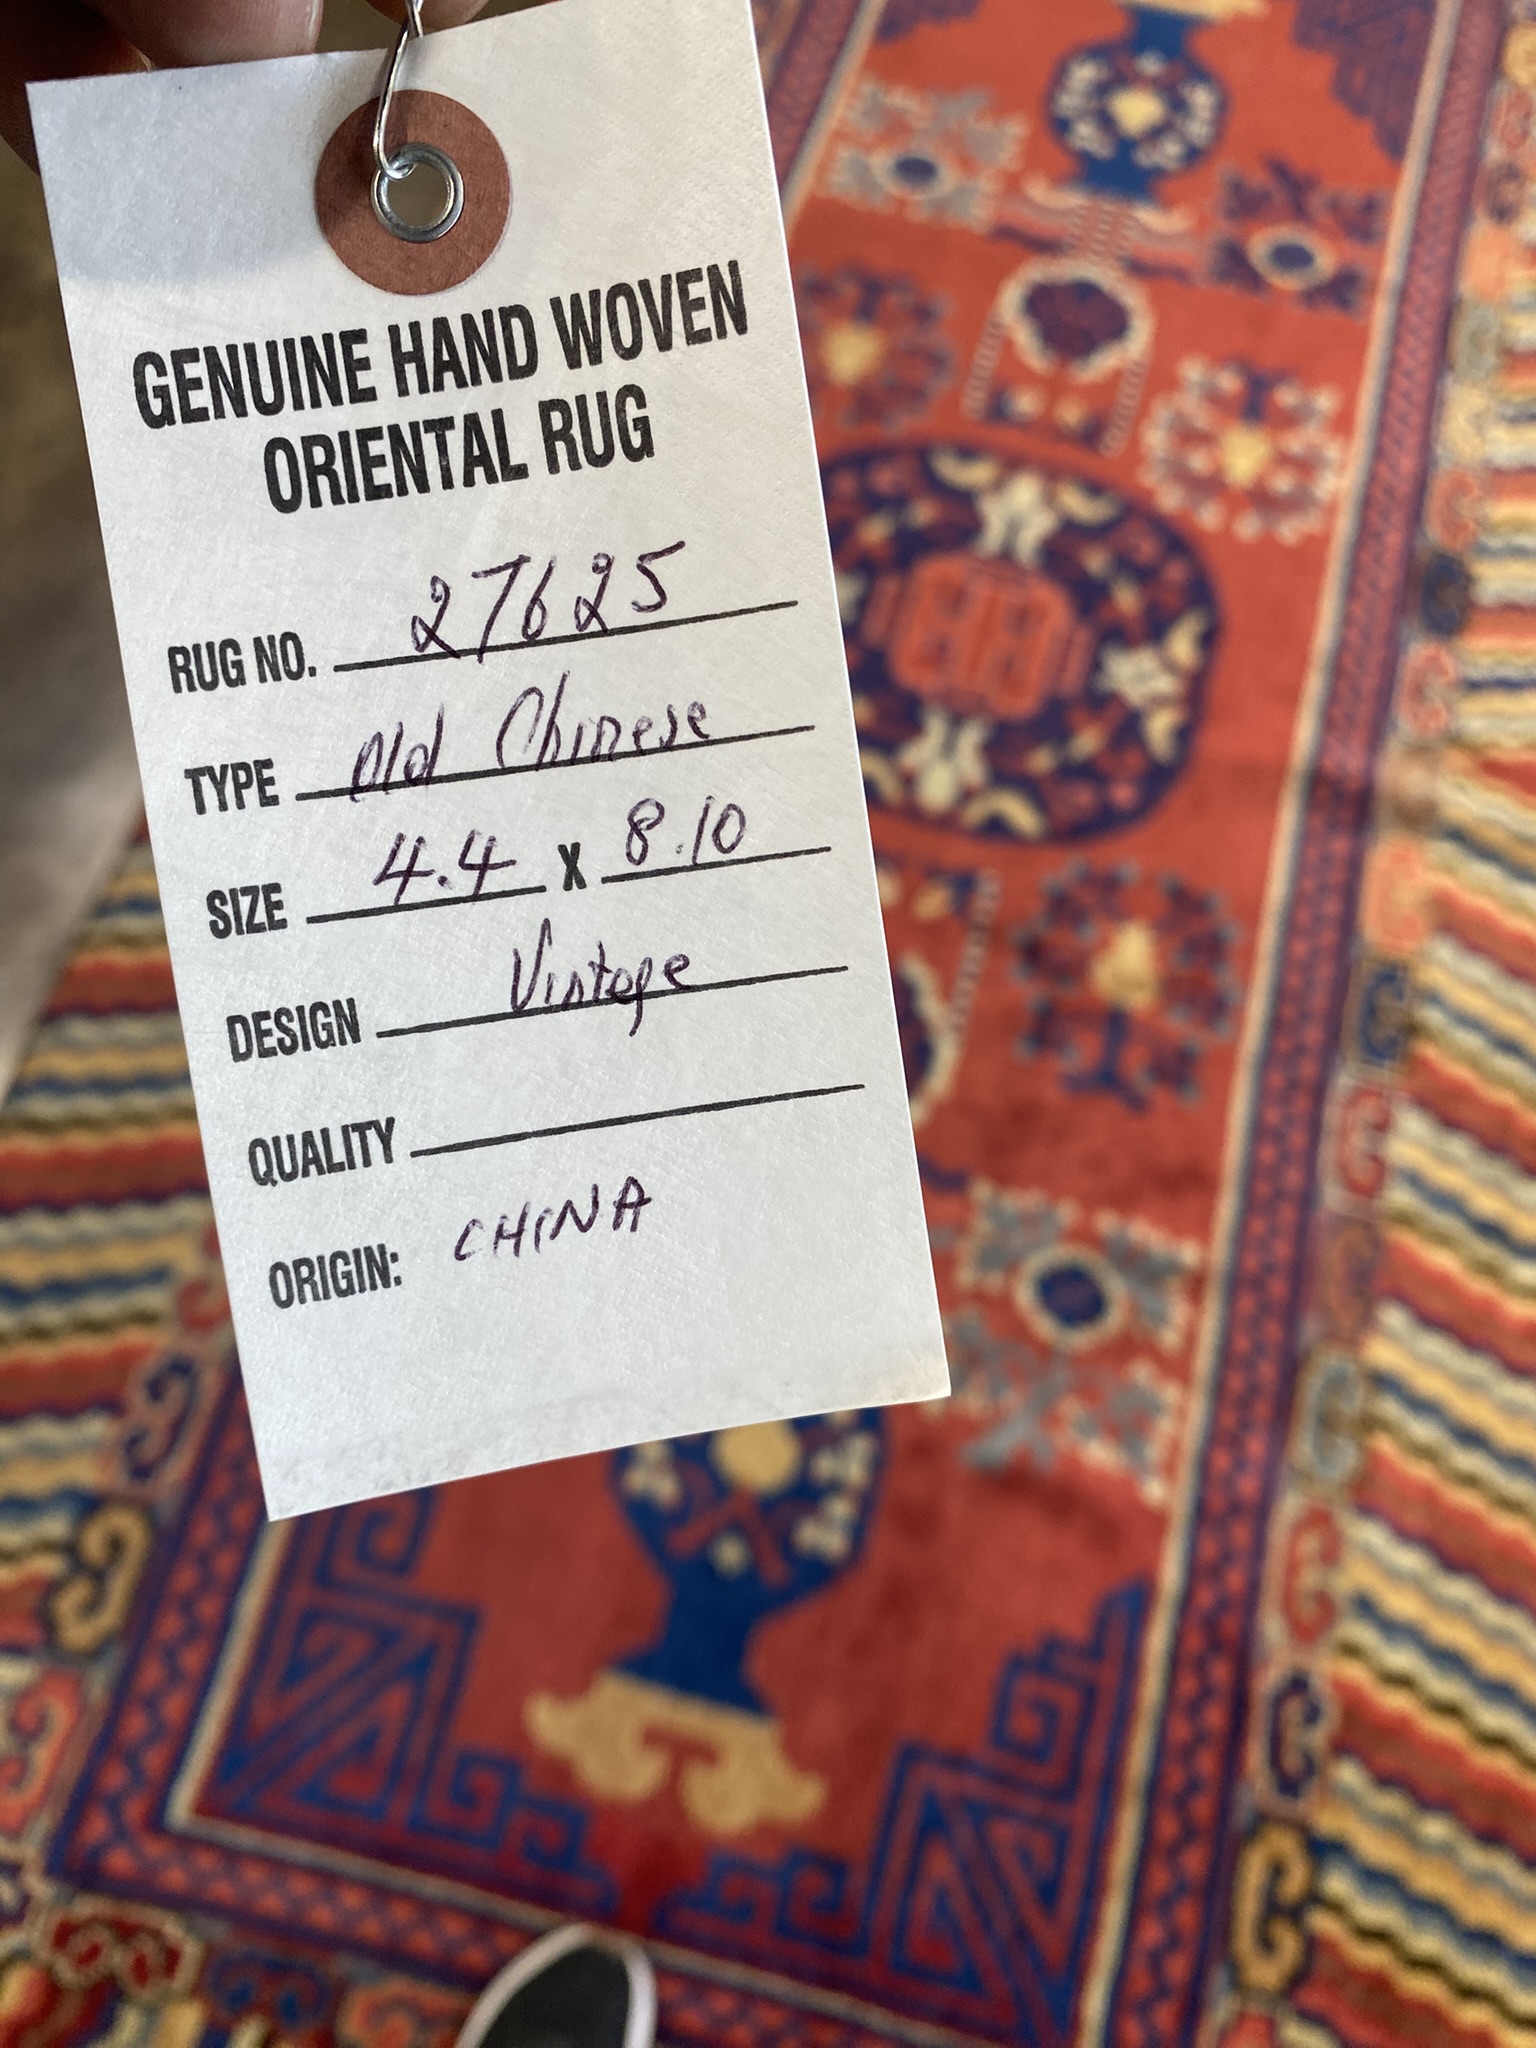 GENUINE HAND WOVEN
ORIENTAL RUG
RUG NO. 27625
TYPE Old Chinese
SIZE 4.4 X 8.10
DESIGN Vintage
QUALITY
ORIGIN: CHINA